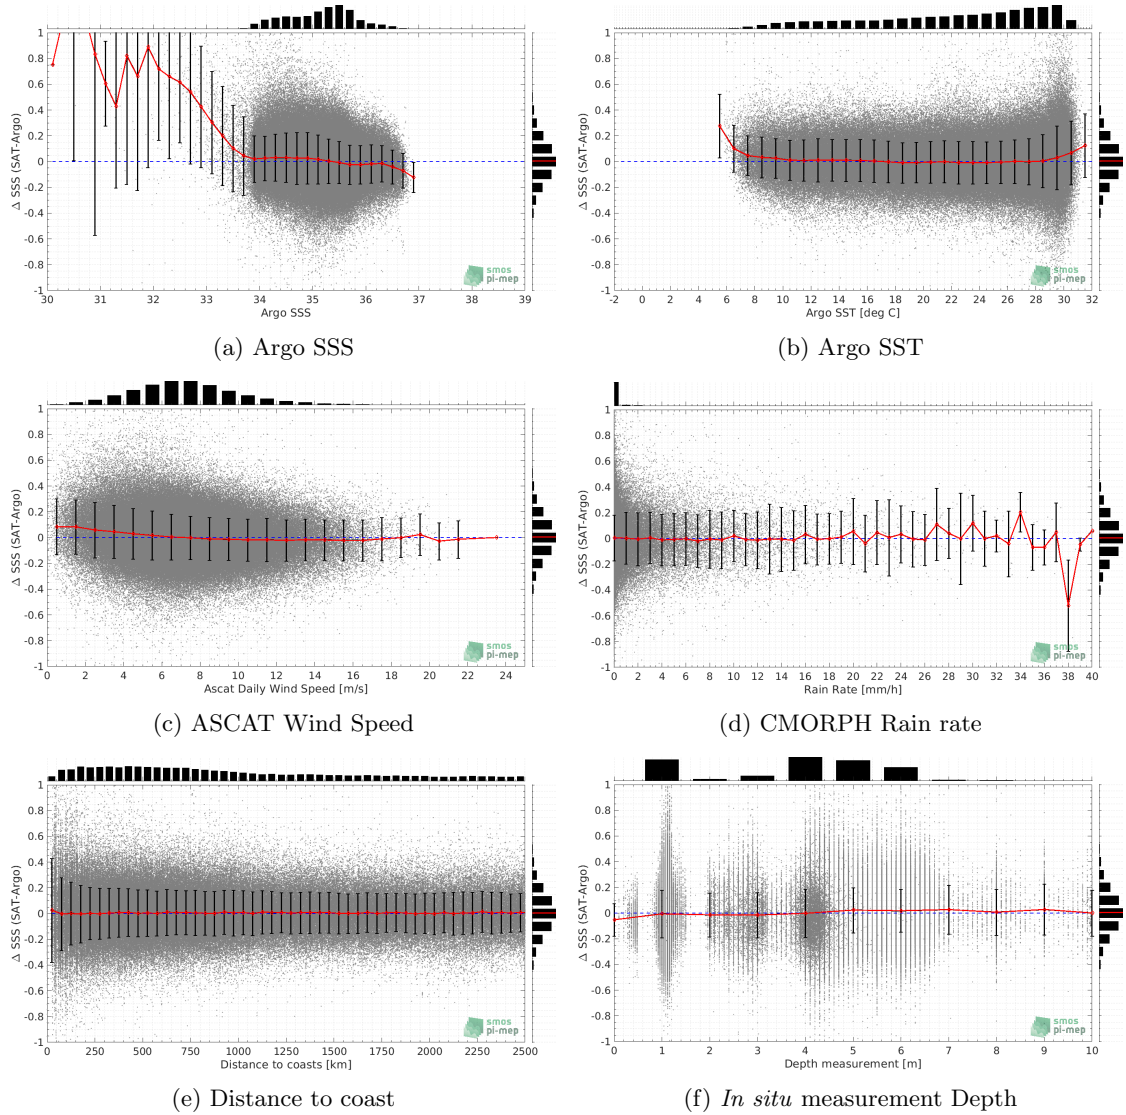 1
0.8
0.6
0.4
0.2
0
-0.2
-0.4
-0.6
-0.8
-1
Δ SSS (SAT-Argo)
30 31 32 33 34 35 36 37 38 39
Argo SSS
smos
pi-mep
(a) Argo SSS
1
0.8
0.6
0.4
0.2
0
-0.2
-0.4
-0.6
-0.8
-1
Δ SSS (SAT-Argo)
-2 0 2 4 6 8 10 12 14 16 18 20 22 24 26 28 30 32
Argo SST [deg C]
smos
pi-mep
(b) Argo SST
1
0.8
0.6
0.4
0.2
0
-0.2
-0.4
-0.6
-0.8
-1
Δ SSS (SAT-Argo)
0 2 4 6 8 10 12 14 16 18 20 22 24
Ascat Daily Wind Speed [m/s]
smos
pi-mep
(c) ASCAT Wind Speed
1
0.8
0.6
0.4
0.2
0
-0.2
-0.4
-0.6
-0.8
-1
Δ SSS (SAT-Argo)
0 2 4 6 8 10 12 14 16 18 20 22 24 26 28 30 32 34 36 38 40
Rain Rate [mm/h]
smos
pi-mep
(d) CMORPH Rain rate
1
0.8
0.6
0.4
0.2
0
-0.2
-0.4
-0.6
-0.8
-1
Δ SSS (SAT-Argo)
0 250 500 750 1000 1250 1500 1750 2000 2250 2500
Distance to coasts [km]
smos
pi-mep
(e) Distance to coast
1
0.8
0.6
0.4
0.2
0
-0.2
-0.4
-0.6
-0.8
-1
Δ SSS (SAT-Argo)
0 1 2 3 4 5 6 7 8 9 10
Depth measurement [m]
smos
pi-mep
(f) In situ measurement Depth